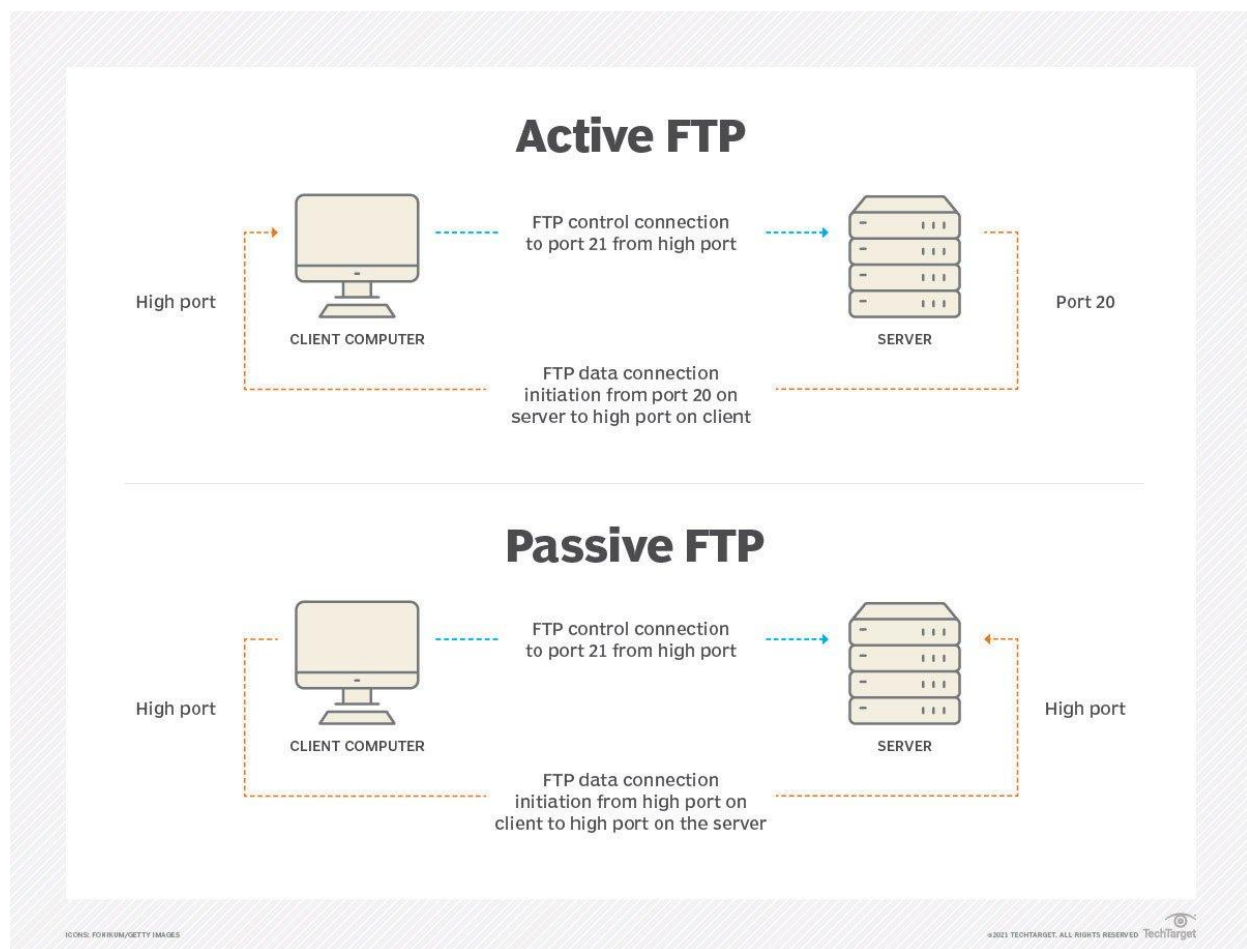 Active FTP
FTP control connection
to port 21 from high port
High port
Port 20
CLIENT COMPUTER
SERVER
FTP data connection
initiation from port 20 on
server to high port on client
Passive FTP
FTP control connection
to port 21 from high port
High port
High port
CLIENT COMPUTER
SERVER
FTP data connection
initiation from high port on
client to high port on the server
ICONS: FONIKUM/GETTY IMAGES
©2021 TECHTARGET. ALL RIGHTS RESERVED TechTarget